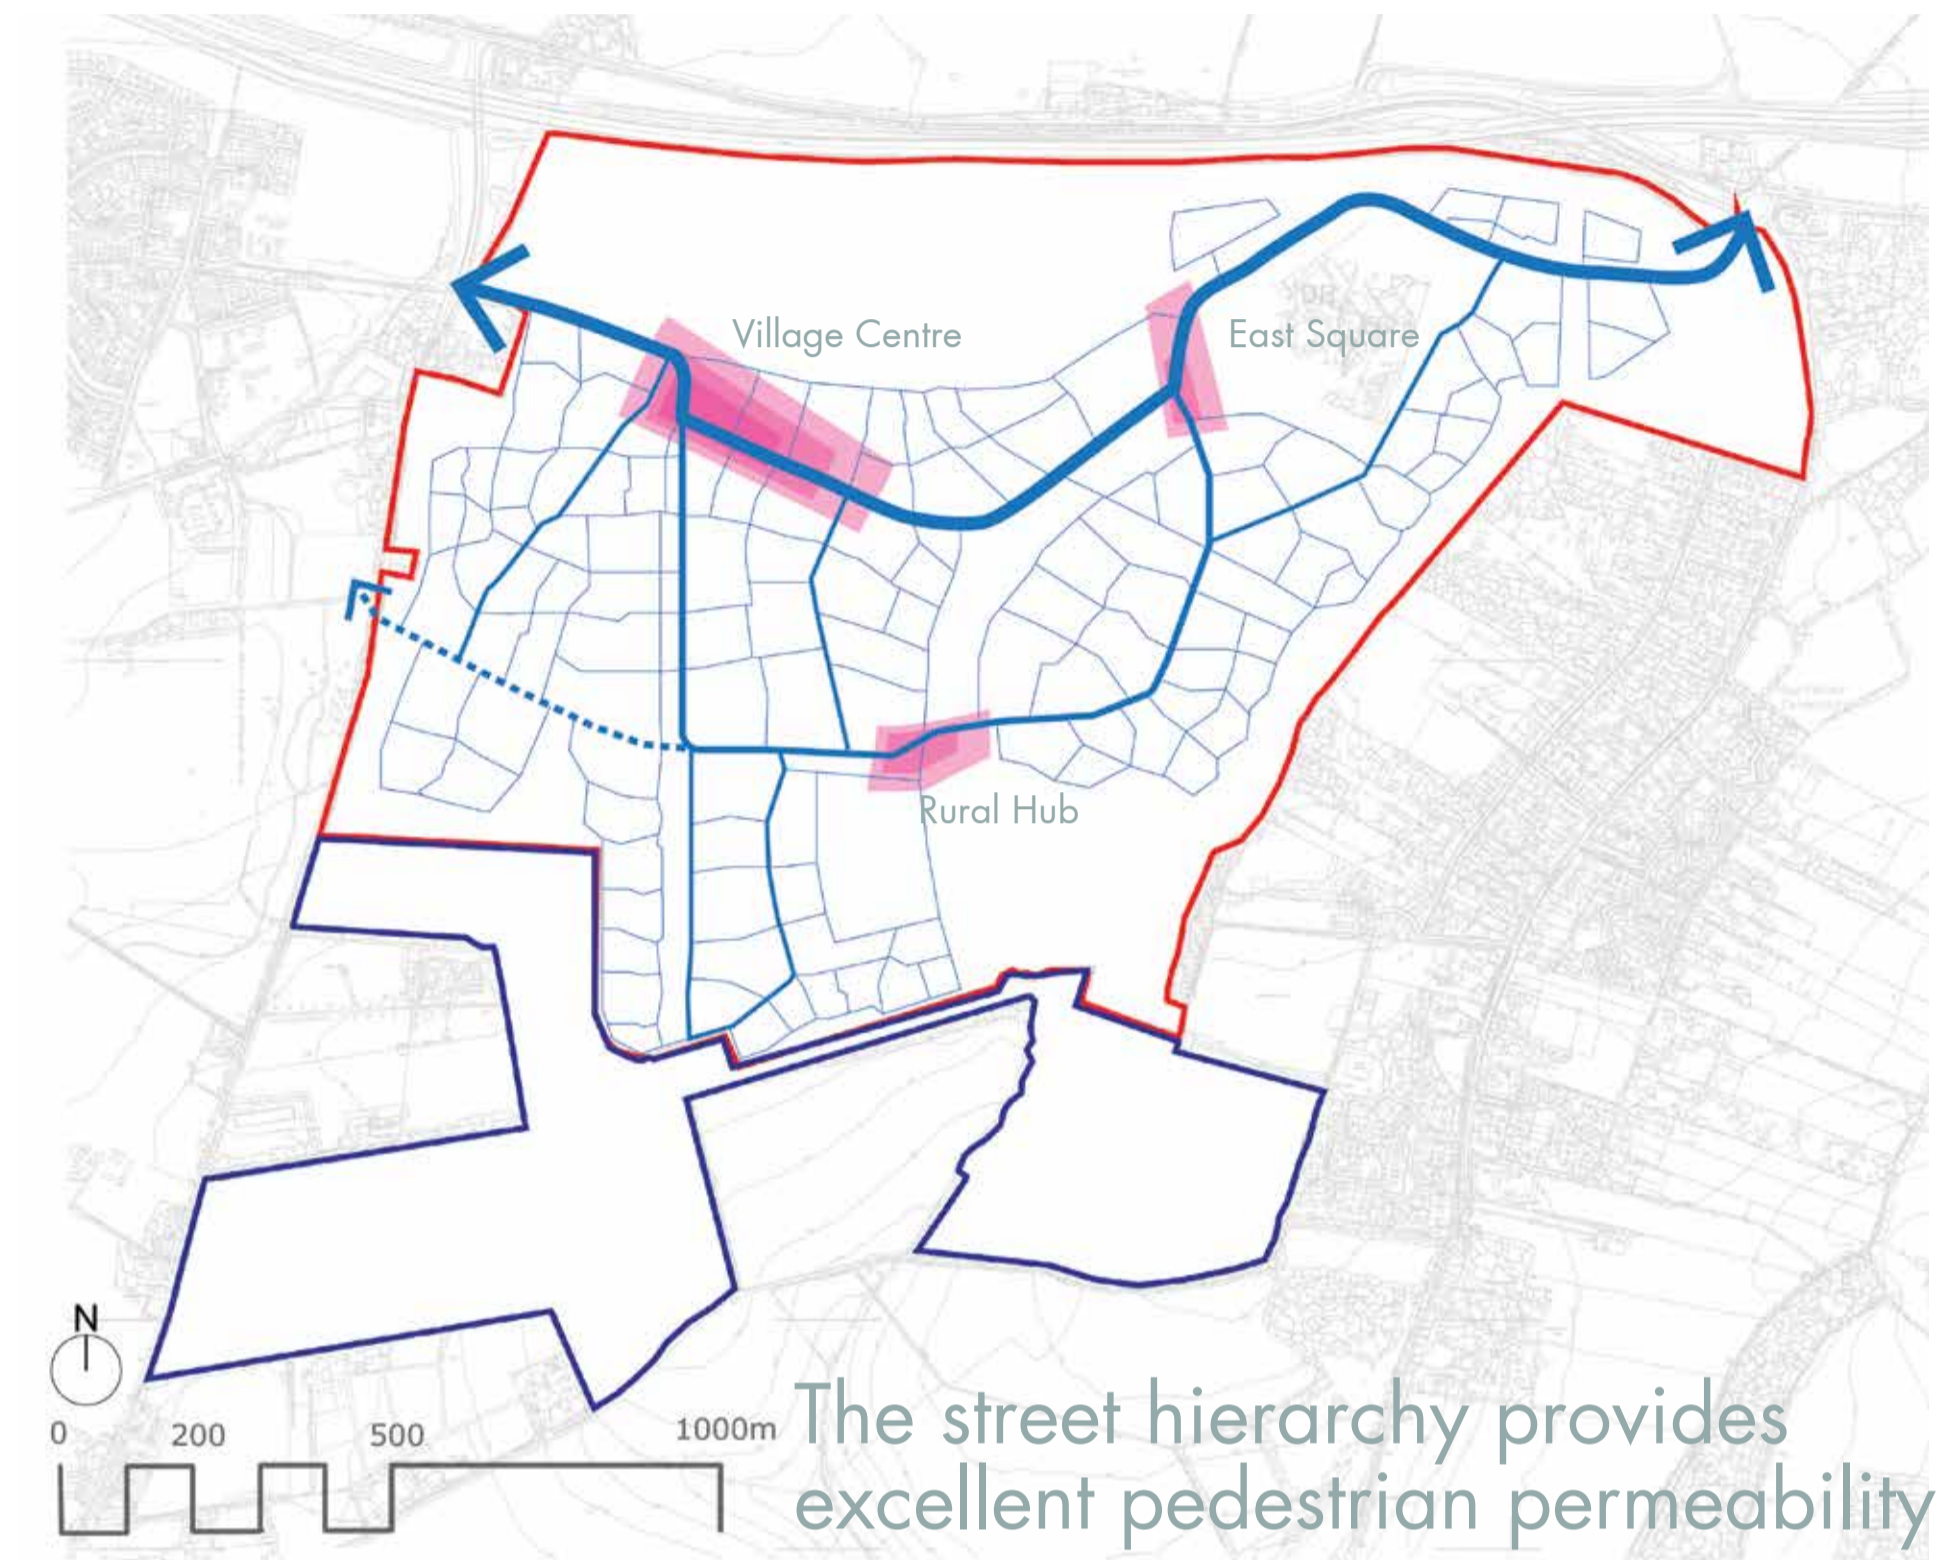 Village Centre
East Square
Rural Hub
N
0 200 500 1000m
The street hierarchy provides
excellent pedestrian permeability